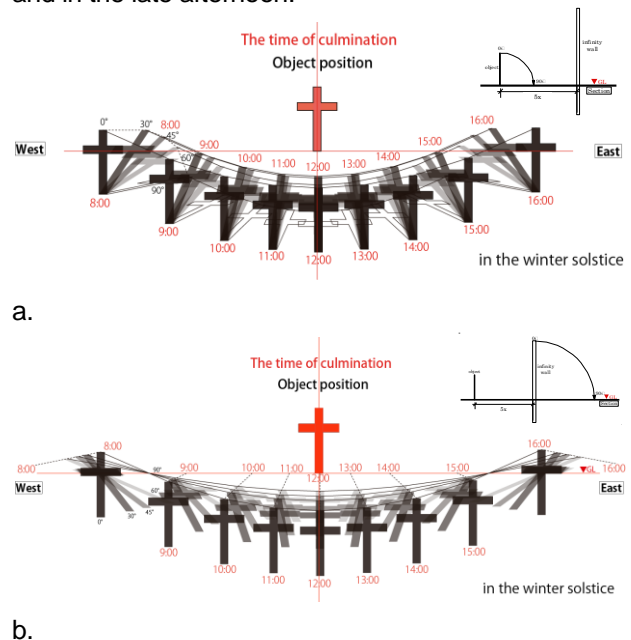 and in the late afternoon.
The time of culmination
Object position
infinity
wall
0°
object
90°
GL
Section
5a
0°
30°
8:00
45°
60°
90°
9:00
10:00
11:00
12:00
13:00
14:00
15:00
16:00
West
East
8:00
9:00
10:00
11:00
12:00
13:00
14:00
15:00
16:00
in the winter solstice
a.
The time of culmination
Object position
object
infinity
wall
GL
5a
8:00
8:00
90°
9:00
10:00
11:00
12:00
13:00
14:00
15:00
16:00
16:00
GL
West
East
60°
45°
30°
0°
9:00
10:00
11:00
12:00
13:00
14:00
15:00
in the winter solstice
b.